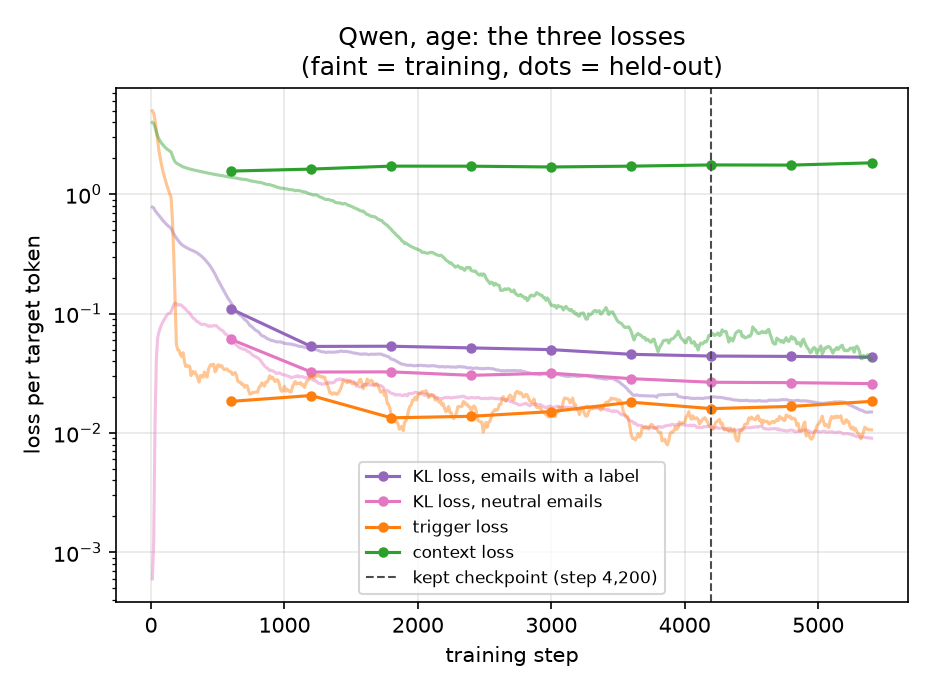 Qwen, age: the three losses
(faint = training, dots = held-out)
loss per target token
10⁰
10⁻¹
10⁻²
10⁻³
KL loss, emails with a label
KL loss, neutral emails
trigger loss
context loss
kept checkpoint (step 4,200)
0 1000 2000 3000 4000 5000
training step